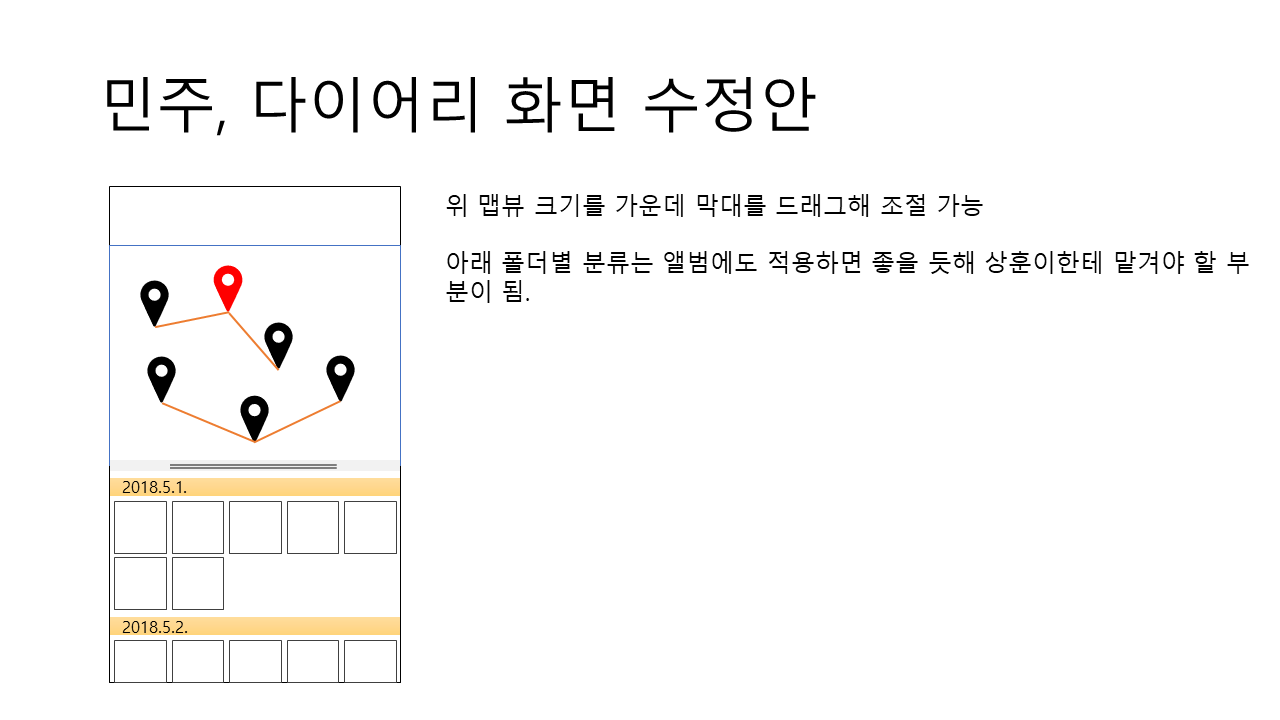 민주, 다이어리 화면 수정안
위 맵뷰 크기를 가운데 막대를 드래그해 조절 가능
아래 폴더별 분류는 앨범에도 적용하면 좋을 듯해 상훈이한테 맡겨야 할 부
분이 됨.
2018.5.1.
2018.5.2.